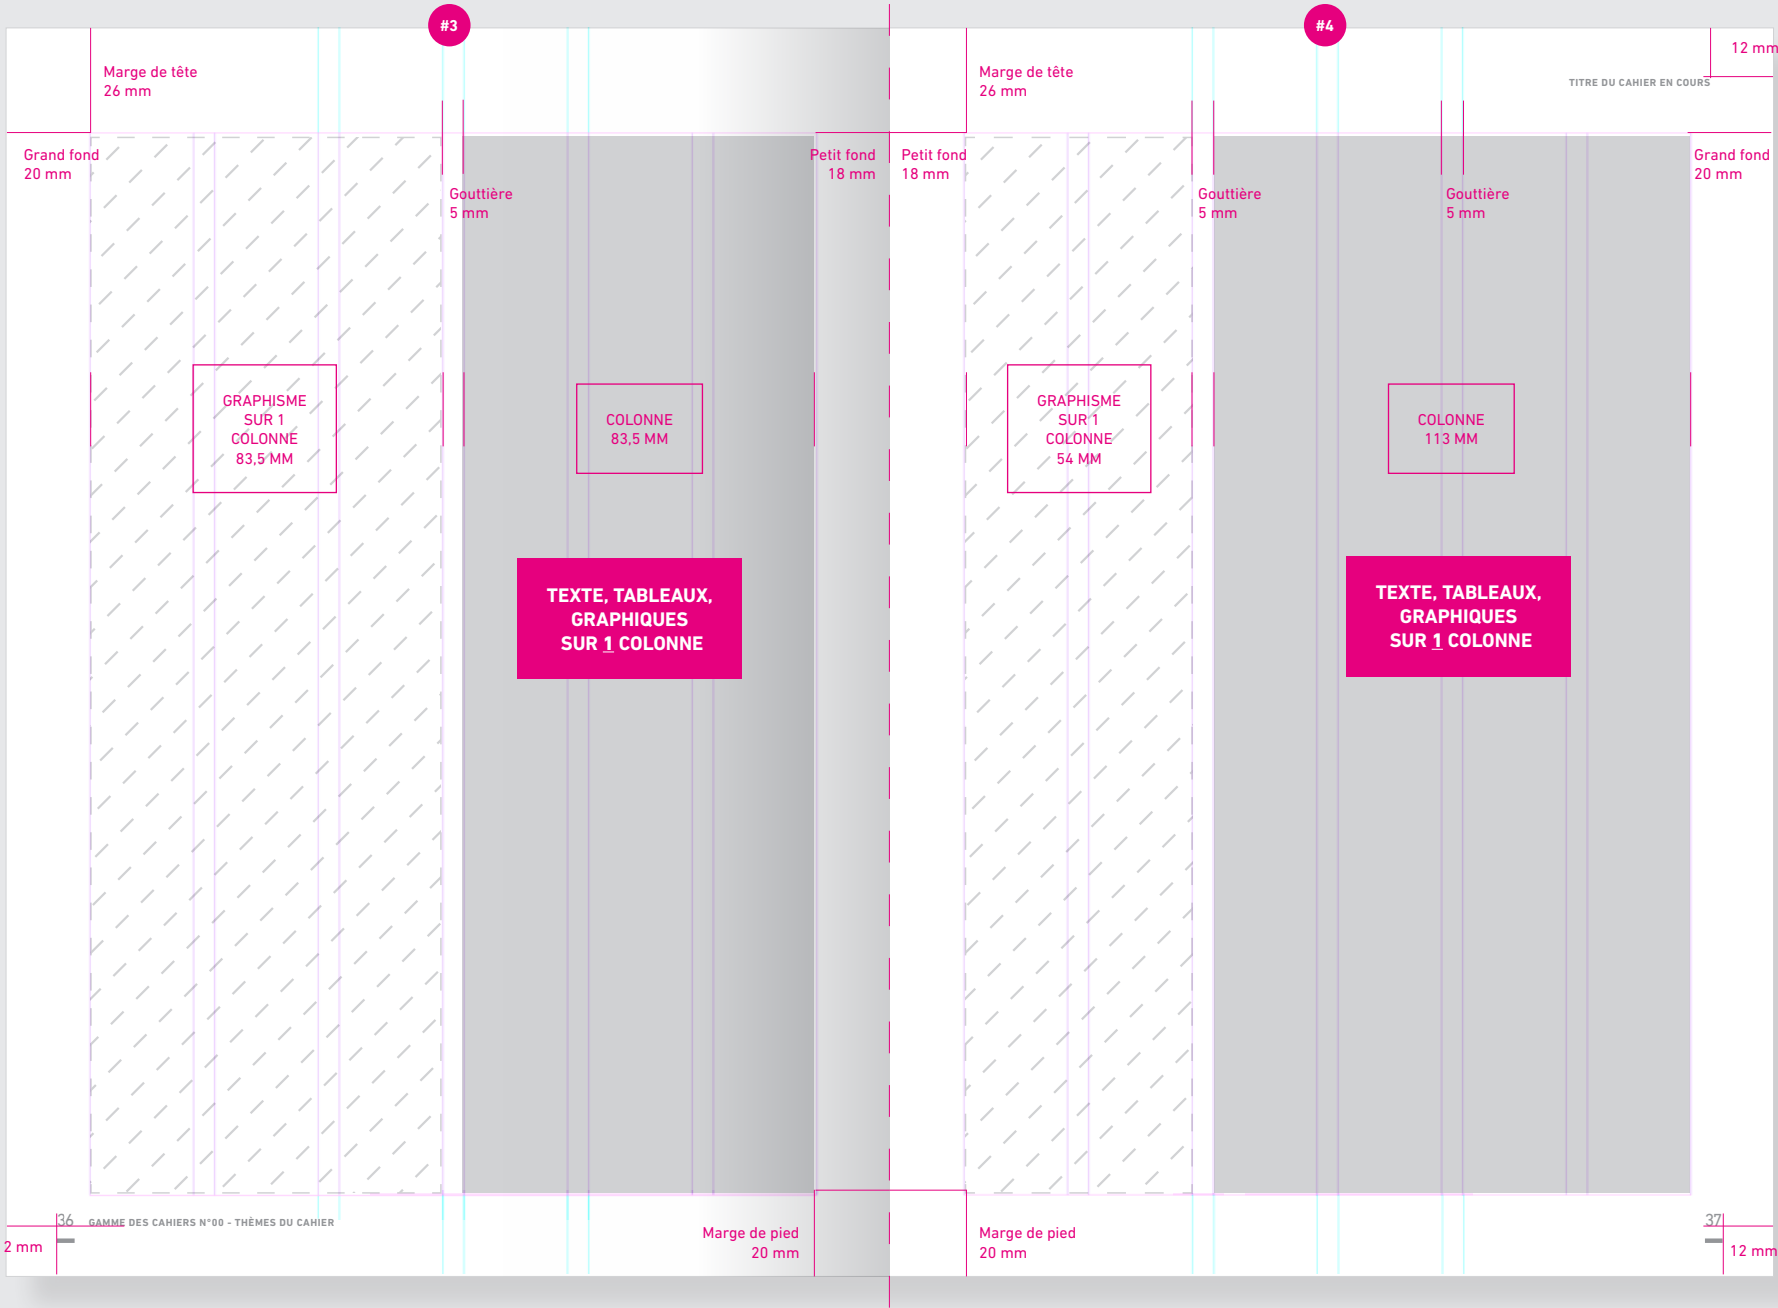 #3
Marge de tête
26 mm
Grand fond
20 mm
Gouttière
5 mm
Petit fond
18 mm
GRAPHISME
SUR 1
COLONNE
83,5 MM
COLONNE
83,5 MM
TEXTE, TABLEAUX,
GRAPHIQUES
SUR 1 COLONNE
36 GAMME DES CAHIERS N°00 - THÈMES DU CAHIER
2 mm
Marge de pied
20 mm
#4
12 mm
Marge de tête
26 mm
TITRE DU CAHIER EN COURS
Petit fond
18 mm
Gouttière
5 mm
Gouttière
5 mm
Grand fond
20 mm
GRAPHISME
SUR 1
COLONNE
54 MM
COLONNE
113 MM
TEXTE, TABLEAUX,
GRAPHIQUES
SUR 1 COLONNE
Marge de pied
20 mm
37
12 mm